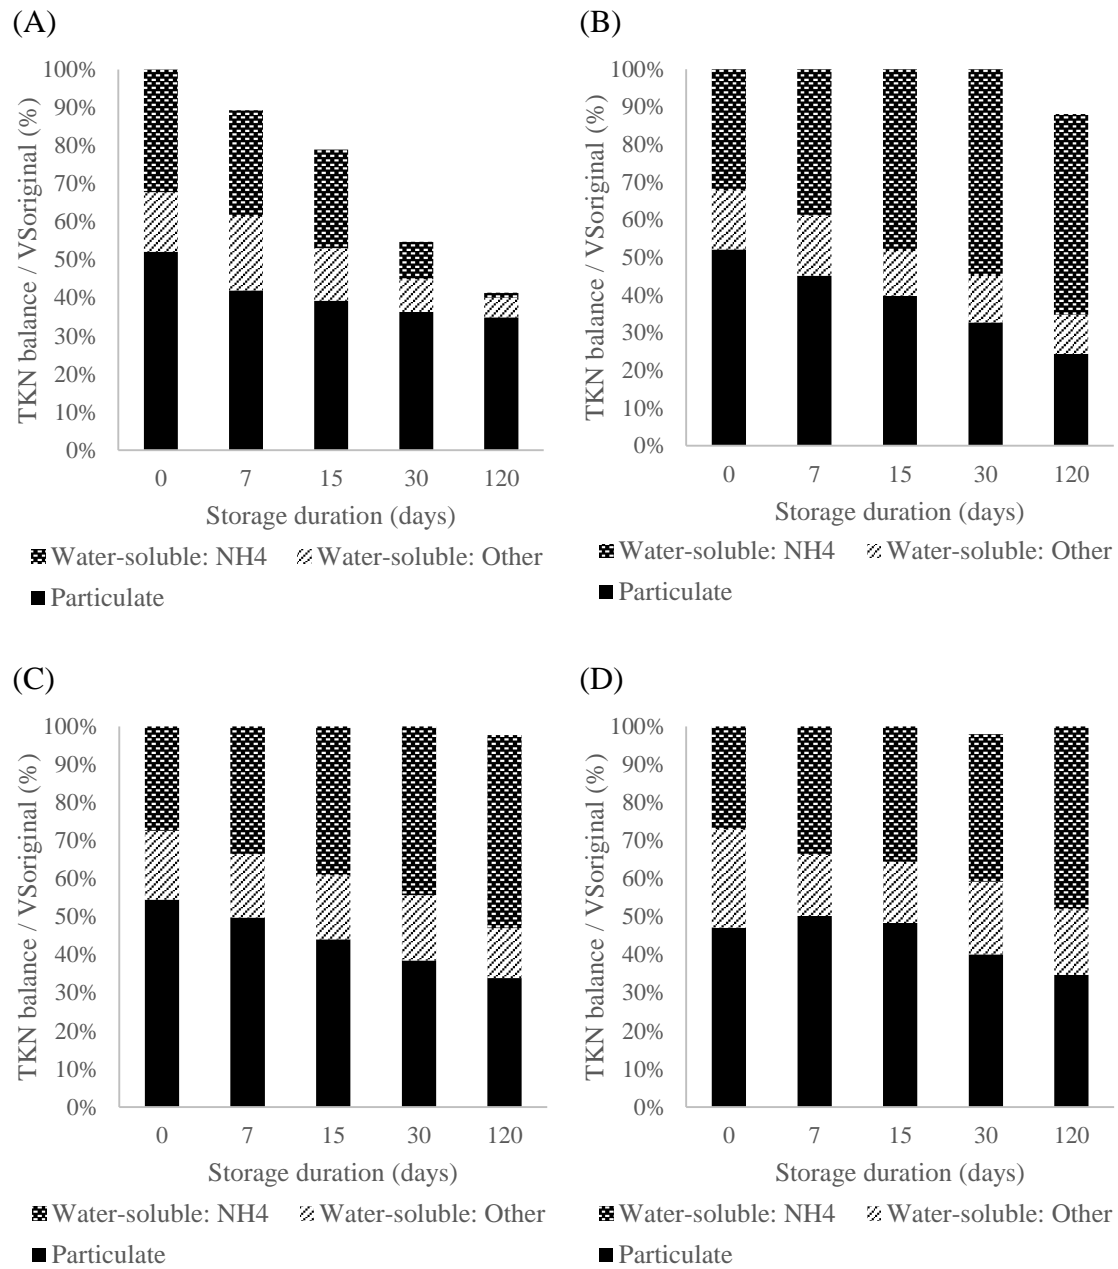 (A)
TKN balance / VSoriginal (%)
100%
90%
80%
70%
60%
50%
40%
30%
20%
10%
0%
0 7 15 30 120
Storage duration (days)
Water-soluble: NH4 Water-soluble: Other
Particulate
(B)
TKN balance / VSoriginal (%)
100%
90%
80%
70%
60%
50%
40%
30%
20%
10%
0%
0 7 15 30 120
Storage duration (days)
Water-soluble: NH4 Water-soluble: Other
Particulate
(C)
TKN balance / VSoriginal (%)
100%
90%
80%
70%
60%
50%
40%
30%
20%
10%
0%
0 7 15 30 120
Storage duration (days)
Water-soluble: NH4 Water-soluble: Other
Particulate
(D)
TKN balance / VSoriginal (%)
100%
90%
80%
70%
60%
50%
40%
30%
20%
10%
0%
0 7 15 30 120
Storage duration (days)
Water-soluble: NH4 Water-soluble: Other
Particulate